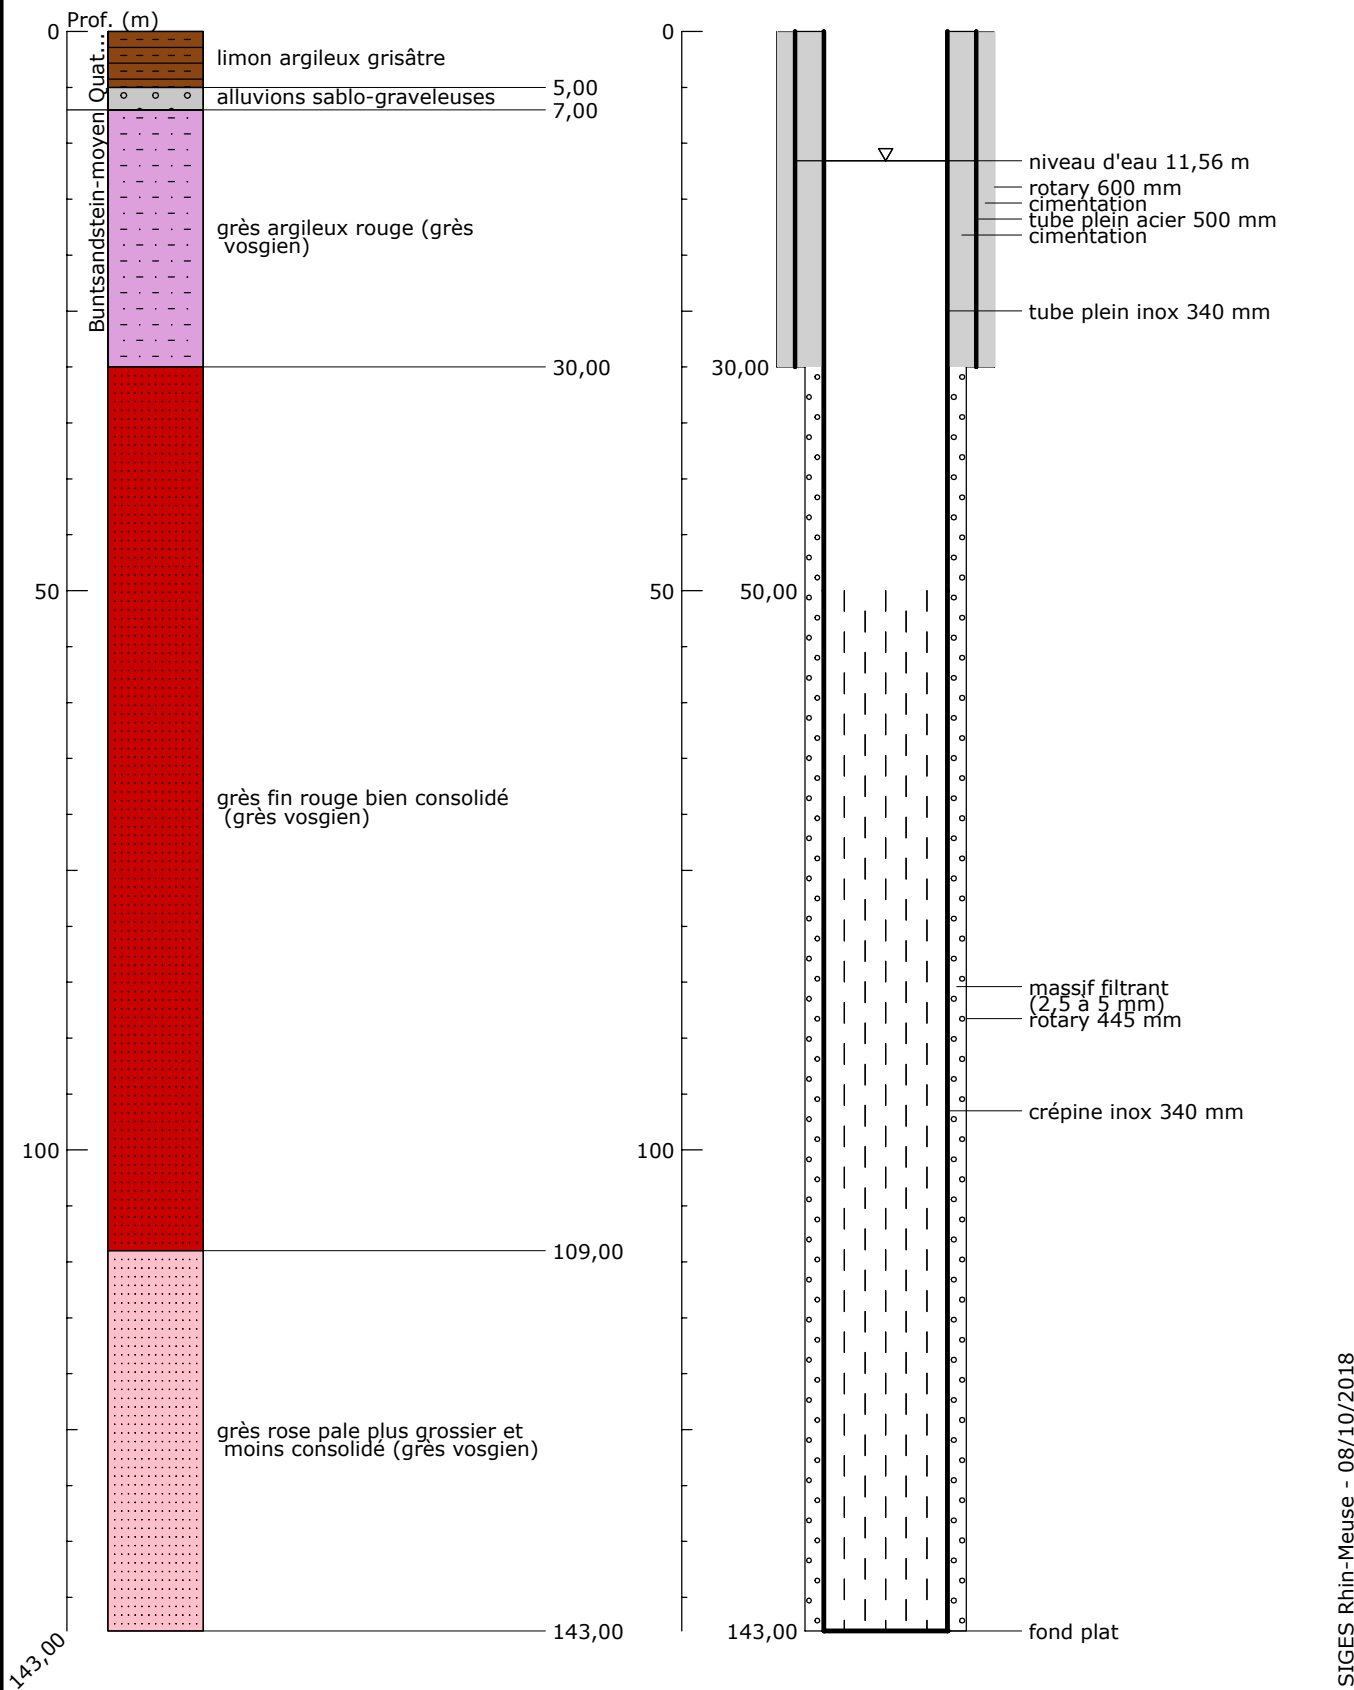 Prof. (m)
0
Quat...
limon argileux grisâtre
5,00
alluvions sablo-graveleuses
7,00
Buntsandstein-moyen
grès argileux rouge (grès
vosgien)
30,00
50
grès fin rouge bien consolidé
(grès vosgien)
100
109,00
grès rose pale plus grossier et
moins consolidé (grès vosgien)
143,00
143,00
0
niveau d'eau 11,56 m
rotary 600 mm
cimentation
tube plein acier 500 mm
cimentation
tube plein inox 340 mm
30,00
50
50,00
massif filtrant
(2,5 à 5 mm)
rotary 445 mm
crépine inox 340 mm
100
143,00
fond plat
SIGES Rhin-Meuse - 08/10/2018